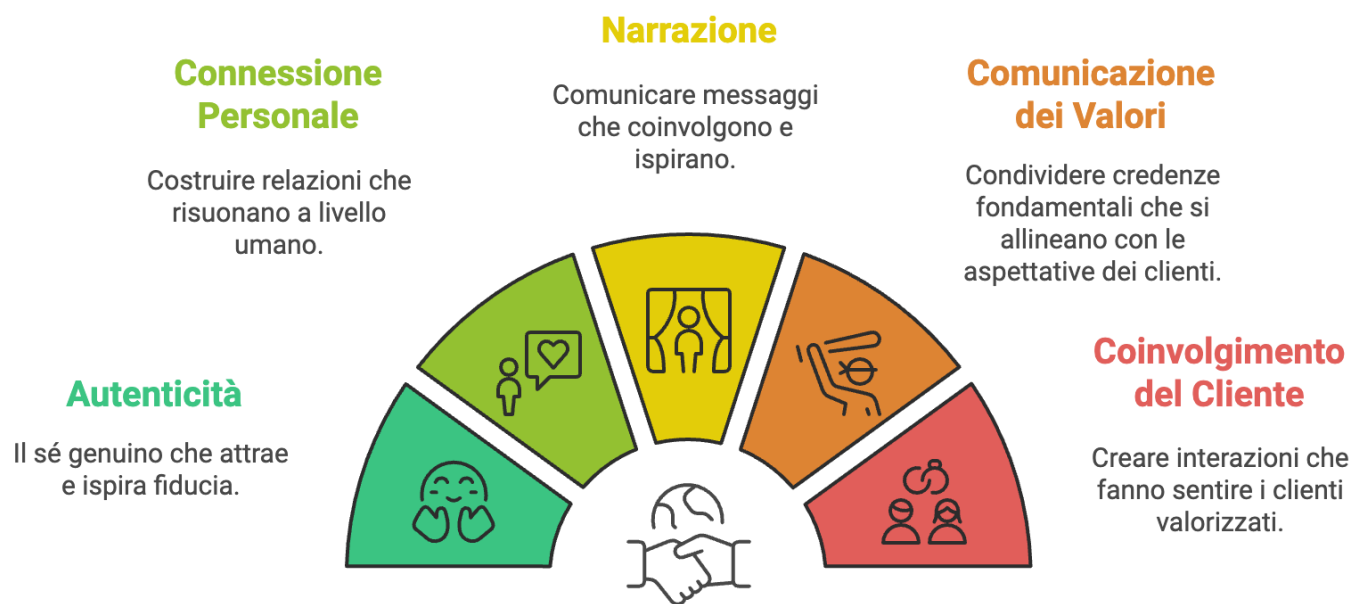 Autenticità
Il sé genuino che attrae
e ispira fiducia.
Connessione
Personale
Costruire relazioni che
risuonano a livello
umano.
Narrazione
Comunicare messaggi
che coinvolgono e
ispirano.
Comunicazione
dei Valori
Condividere credenze
fondamentali che si
allineano con le
aspettative dei clienti.
Coinvolgimento
del Cliente
Creare interazioni che
fanno sentire i clienti
valorizzati.